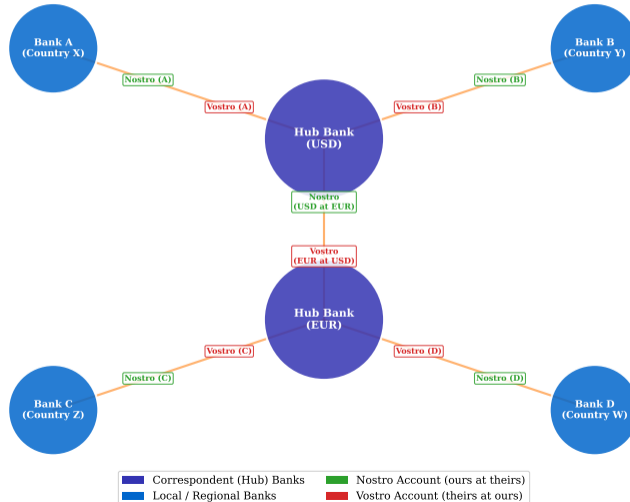 Bank A
(Country X)
Bank B
(Country Y)
Nostro (A)
Nostro (B)
Vostro (A)
Vostro (B)
Hub Bank
(USD)
Nostro
(USD at EUR)
Vostro
(EUR at USD)
Hub Bank
(EUR)
Vostro (C)
Vostro (D)
Nostro (C)
Nostro (D)
Bank C
(Country Z)
Bank D
(Country W)
Correspondent (Hub) Banks
Local / Regional Banks
Nostro Account (ours at theirs)
Vostro Account (theirs at ours)